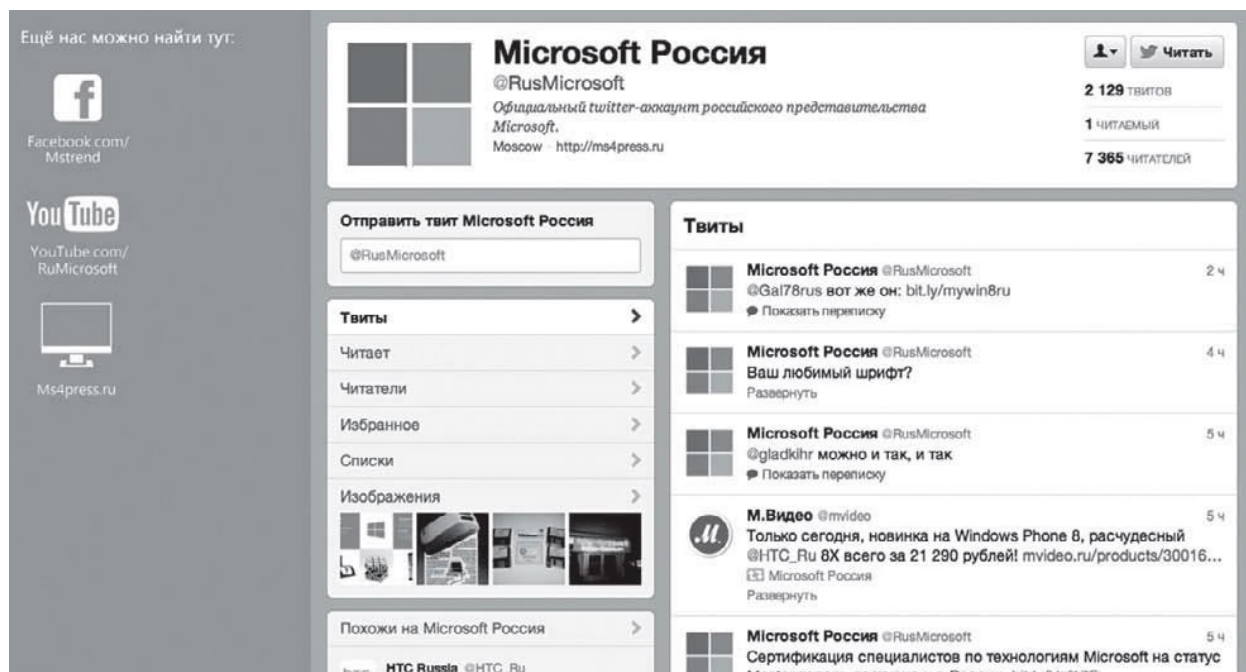 Ещё нас можно найти тут:
Facebook.com/
Mstrend
You Tube
YouTube.com/
RuMicrosoft
Ms4press.ru
Microsoft Россия
@RusMicrosoft
Официальный twitter-аккаунт российского представительства
Microsoft.
Moscow · http://ms4press.ru
Читать
2 129 ТВИТОВ
1 ЧИТАЕМЫЙ
7 365 ЧИТАТЕЛЕЙ
Отправить твит Microsoft Россия
@RusMicrosoft
Твиты
Читает
Читатели
Избранное
Списки
Изображения
Похожи на Microsoft Россия
HTC Russia @HTC_Ru
Твиты
Microsoft Россия @RusMicrosoft 2 ч
@Gal78rus вот же он: bit.ly/mywin8ru
Показать переписку
Microsoft Россия @RusMicrosoft 4 ч
Ваш любимый шрифт?
Развернуть
Microsoft Россия @RusMicrosoft 5 ч
@gladkihr можно и так, и так
Показать переписку
М.Видео @mvideo 5 ч
Только сегодня, новинка на Windows Phone 8, расчудесный
@HTC_Ru 8X всего за 21 290 рублей! mvideo.ru/products/30016...
Microsoft Россия
Развернуть
Microsoft Россия @RusMicrosoft 5 ч
Сертификация специалистов по технологиям Microsoft на статус